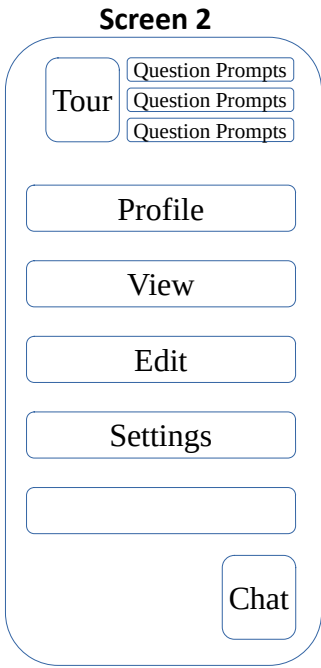 Screen 2
Tour
Question Prompts
Question Prompts
Question Prompts
Profile
View
Edit
Settings
Chat